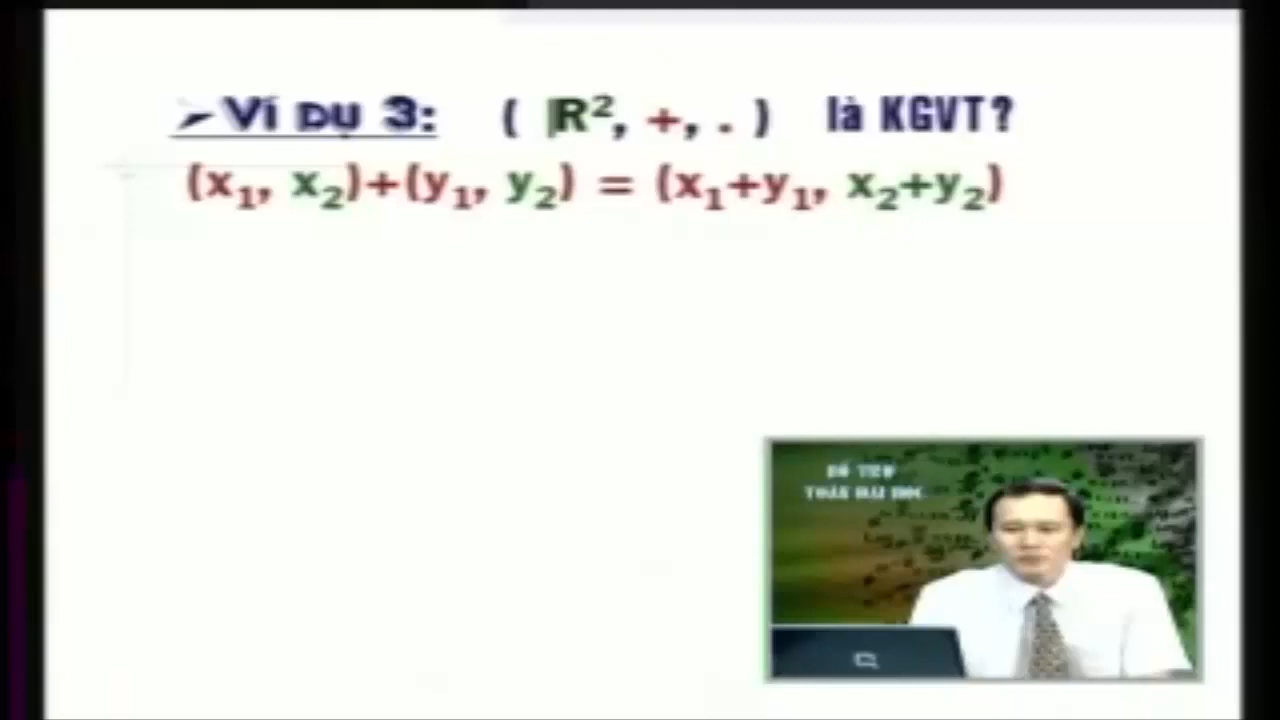 ➢Ví dụ 3: ( R², +, . ) là KGVT?
(x₁, x₂)+(y₁, y₂) = (x₁+y₁, x₂+y₂)